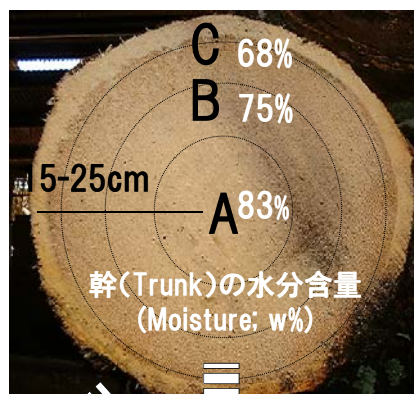 C 68%
B 75%
15-25cm
A 83%
幹(Trunk)の水分含量
(Moisture; w%)